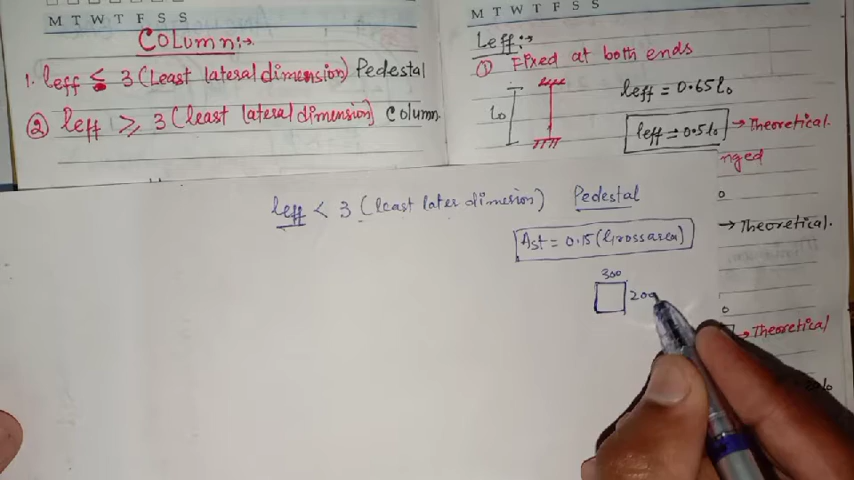 M T W T F S S
COLUMN:→
1. leff ≤ 3 (Least lateral dimension) Pedestal
② leff ≥ 3 (least lateral dimension) Column.
M T W T F S S
Leff:→
① Fixed at both ends
leff = 0.65l₀
l₀
leff = 0.5l₀ → Theoretical.
nged
→ Theoretical.
→ Theoretical
leff < 3 (least later dimension) Pedestal
Ast = 0.15 (Gross area)
300
200